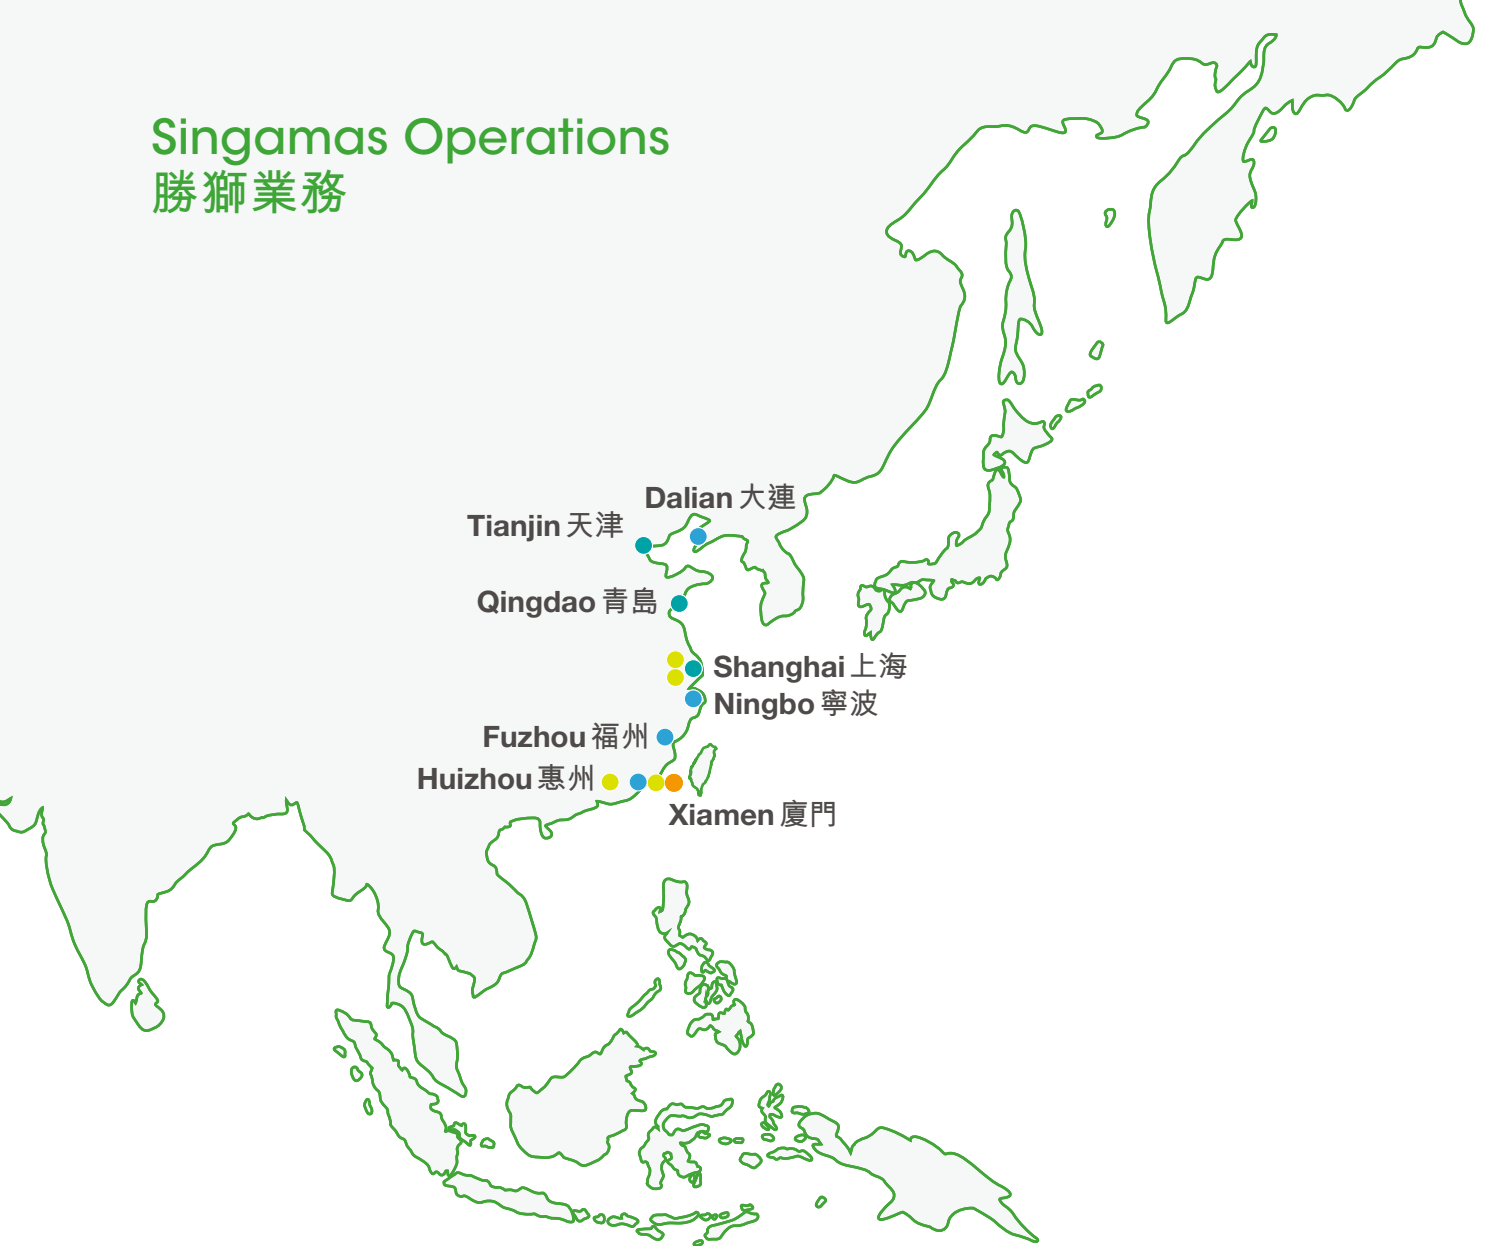 Singamas Operations
勝獅業務
Dalian 大連
Tianjin 天津
Qingdao 青島
Shanghai 上海
Ningbo 寧波
Fuzhou 福州
Huizhou 惠州
Xiamen 廈門